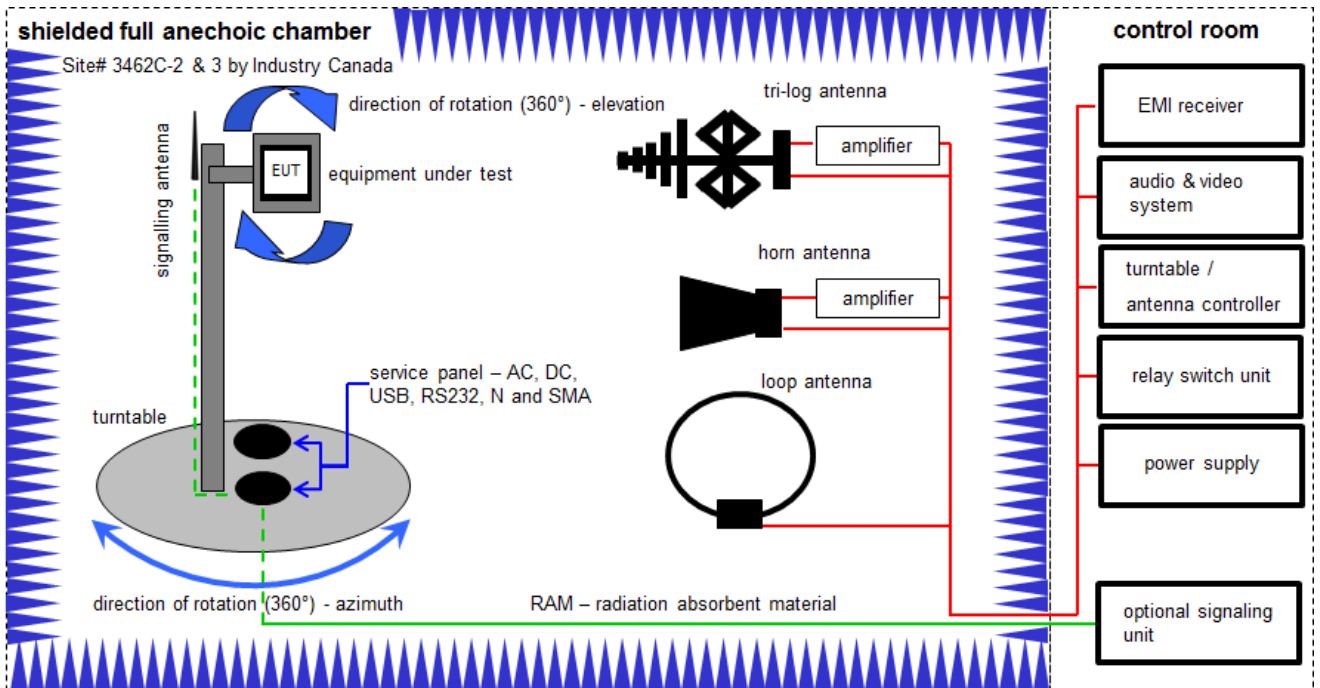 shielded full anechoic chamber
control room
Site# 3462C-2 & 3 by Industry Canada
direction of rotation (360°) - elevation
signalling antenna
EUT
equipment under test
tri-log antenna
amplifier
horn antenna
amplifier
loop antenna
service panel – AC, DC,
USB, RS232, N and SMA
turntable
direction of rotation (360°) - azimuth
RAM – radiation absorbent material
EMI receiver
audio & video
system
turntable /
antenna controller
relay switch unit
power supply
optional signaling
unit